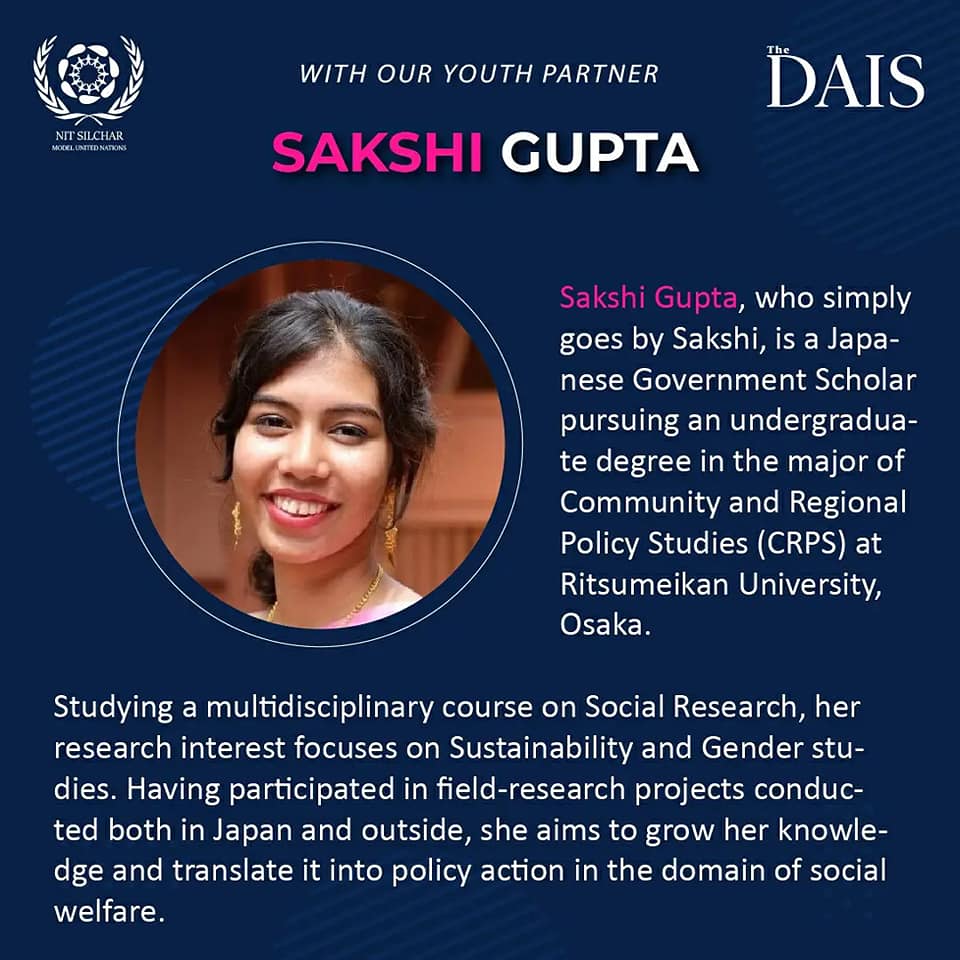 NIT SILCHAR
MODEL UNITED NATIONS
WITH OUR YOUTH PARTNER
The
DAIS
SAKSHI GUPTA
Sakshi Gupta, who simply
goes by Sakshi, is a Japa-
nese Government Scholar
pursuing an undergradua-
te degree in the major of
Community and Regional
Policy Studies (CRPS) at
Ritsumeikan University,
Osaka.
Studying a multidisciplinary course on Social Research, her
research interest focuses on Sustainability and Gender stu-
dies. Having participated in field-research projects conduc-
ted both in Japan and outside, she aims to grow her knowle-
dge and translate it into policy action in the domain of social
welfare.